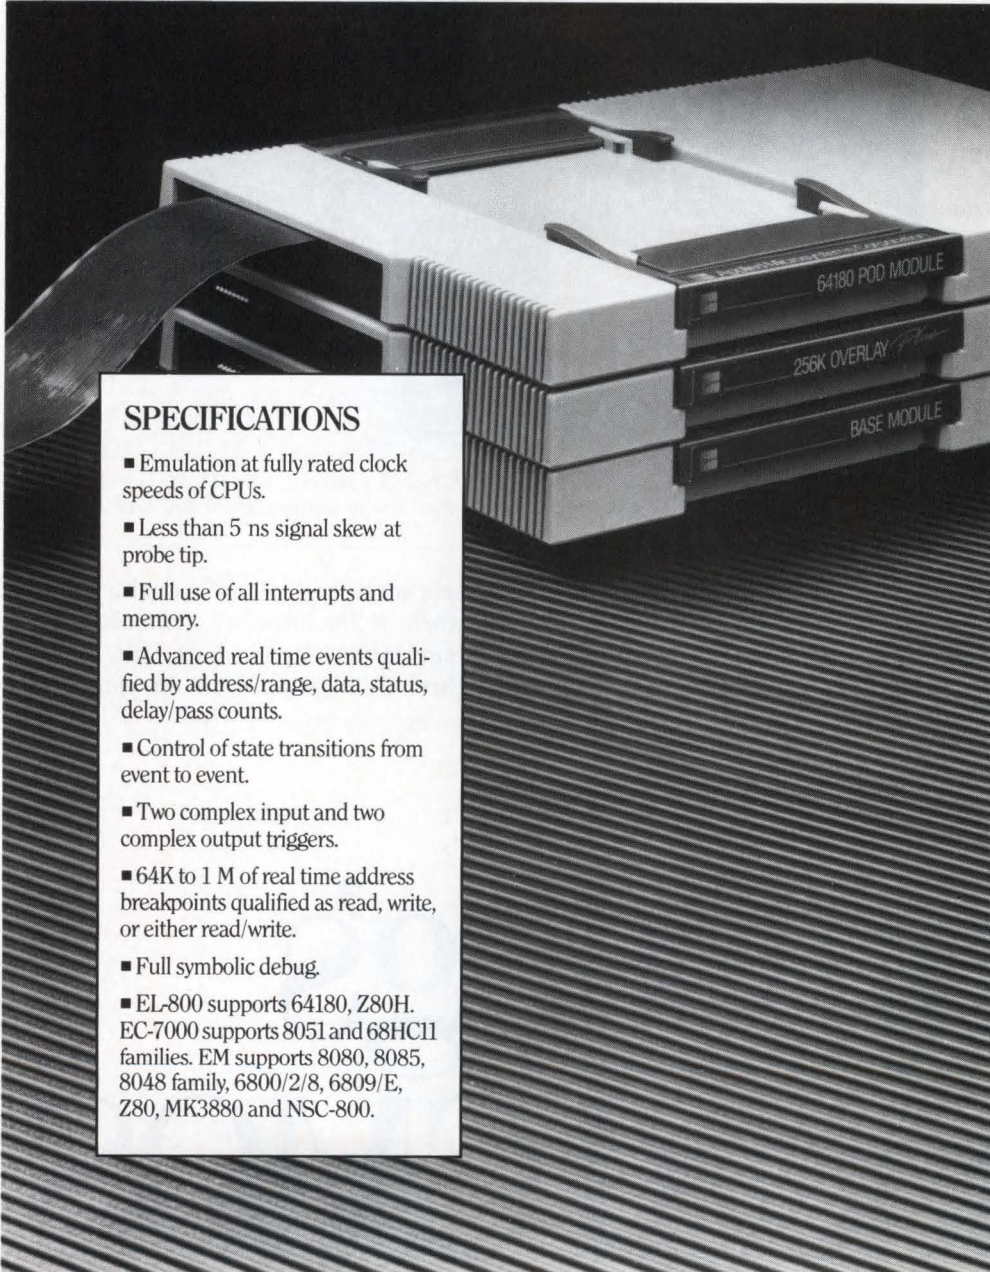 Applied Microsystems Corporation
64180 POD MODULE
256K OVERLAY Plus
BASE MODULE
SPECIFICATIONS
■ Emulation at fully rated clock
speeds of CPUs.
■ Less than 5 ns signal skew at
probe tip.
■ Full use of all interrupts and
memory.
■ Advanced real time events quali-
fied by address/range, data, status,
delay/pass counts.
■ Control of state transitions from
event to event.
■ Two complex input and two
complex output triggers.
■ 64K to 1 M of real time address
breakpoints qualified as read, write,
or either read/write.
■ Full symbolic debug.
■ EL-800 supports 64180, Z80H.
EC-7000 supports 8051 and 68HC11
families. EM supports 8080, 8085,
8048 family, 6800/2/8, 6809/E,
Z80, MK3880 and NSC-800.